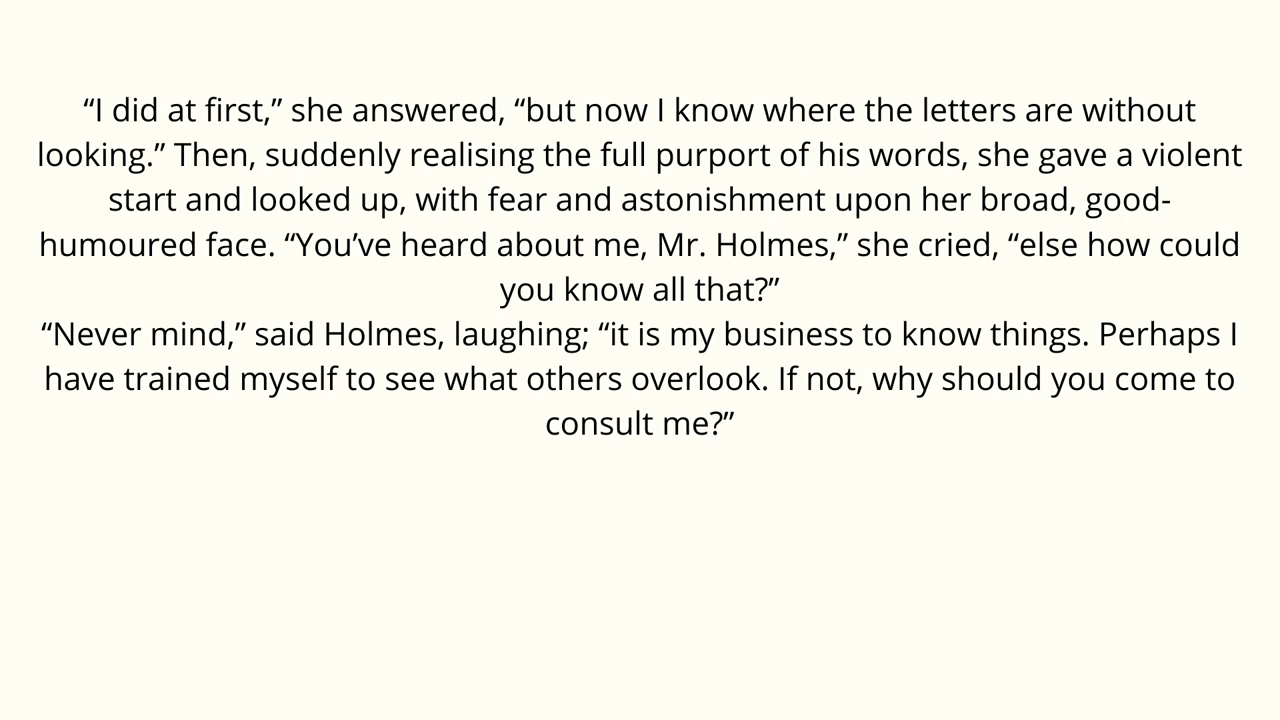 “I did at first,” she answered, “but now I know where the letters are without
looking.” Then, suddenly realising the full purport of his words, she gave a violent
start and looked up, with fear and astonishment upon her broad, good-
humoured face. “You’ve heard about me, Mr. Holmes,” she cried, “else how could
you know all that?”
“Never mind,” said Holmes, laughing; “it is my business to know things. Perhaps I
have trained myself to see what others overlook. If not, why should you come to
consult me?”